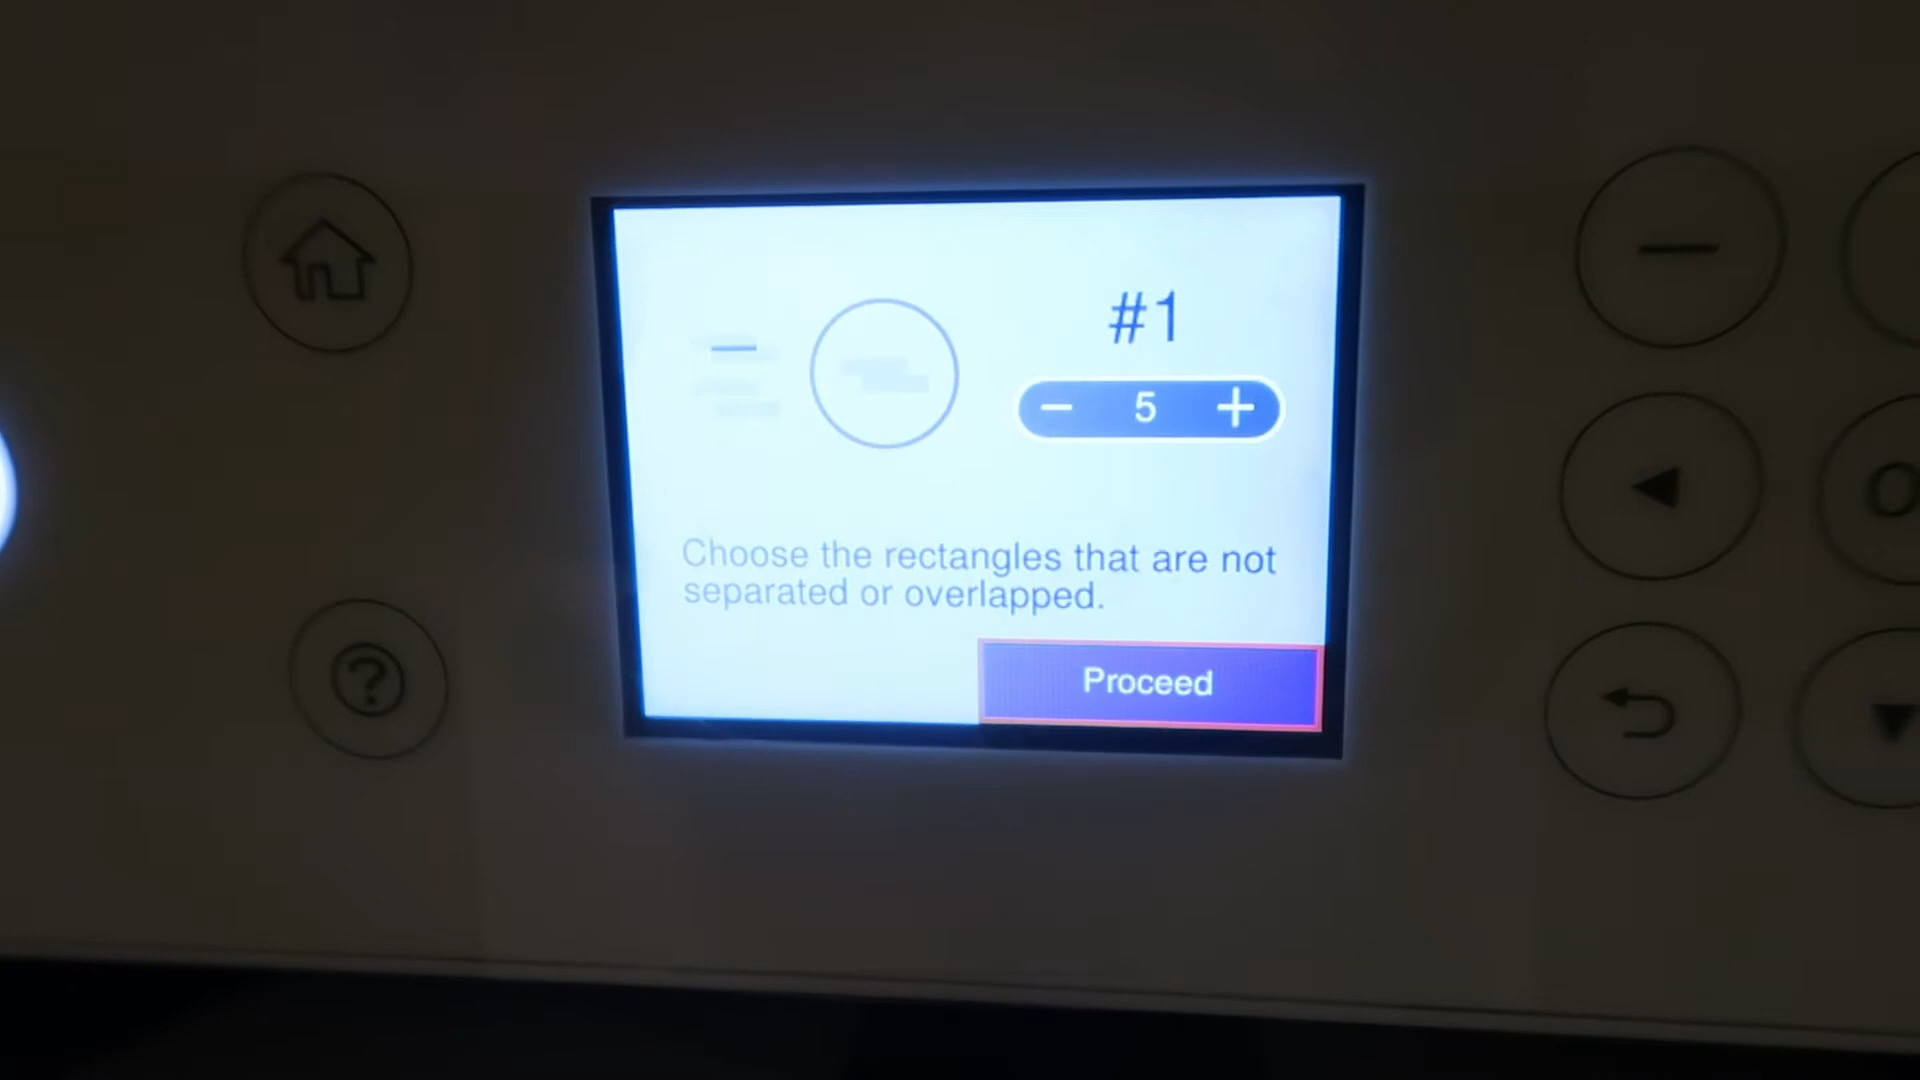 #1
− 5 +
Choose the rectangles that are not
separated or overlapped.
Proceed
?